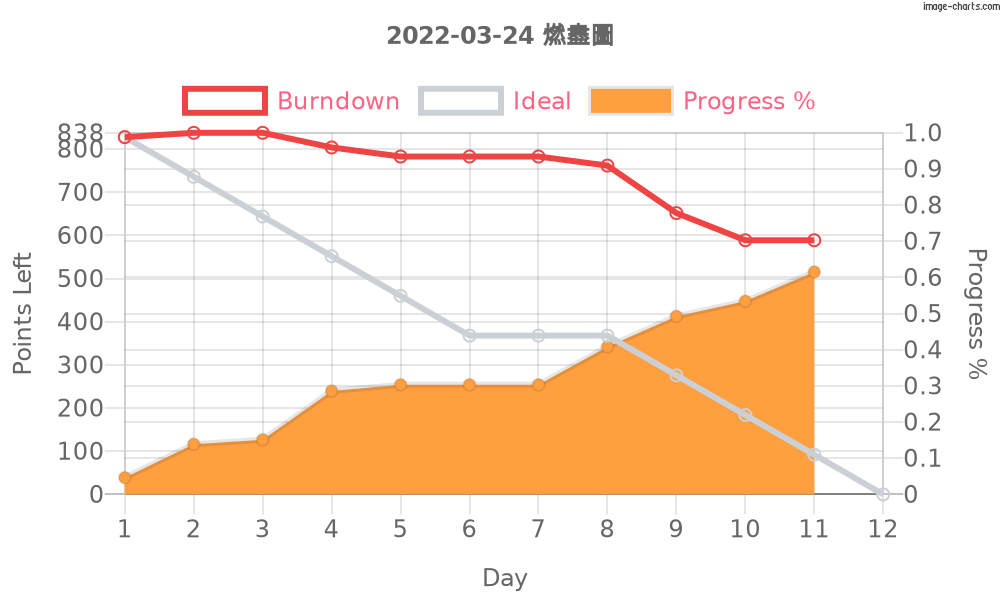 image-charts.com
2022-03-24 燃盡圖
Burndown Ideal Progress %
838 1.0
800 0.9
700 0.8
600 0.7
500 0.6
400 0.5
300 0.4
200 0.3
100 0.2
0 0.1
0
Points Left
Progress %
1 2 3 4 5 6 7 8 9 10 11 12
Day